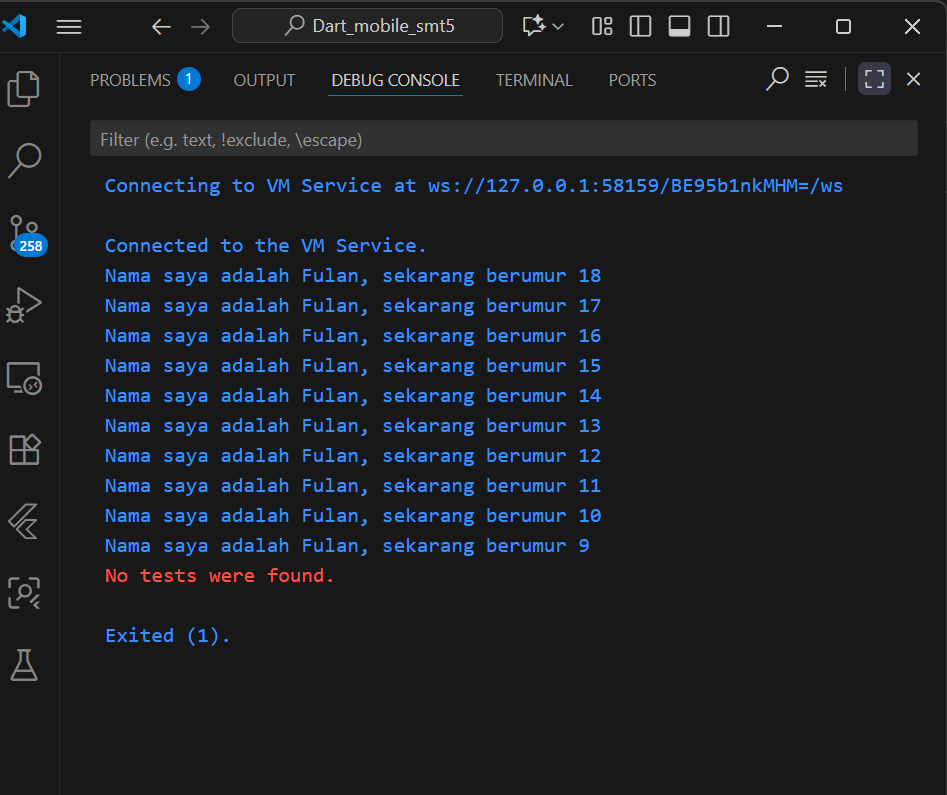 Dart_mobile_smt5
PROBLEMS 1 OUTPUT DEBUG CONSOLE TERMINAL PORTS
Filter (e.g. text, !exclude, \escape)
Connecting to VM Service at ws://127.0.0.1:58159/BE95b1nkMHM=/ws
Connected to the VM Service.
258
Nama saya adalah Fulan, sekarang berumur 18
Nama saya adalah Fulan, sekarang berumur 17
Nama saya adalah Fulan, sekarang berumur 16
Nama saya adalah Fulan, sekarang berumur 15
Nama saya adalah Fulan, sekarang berumur 14
Nama saya adalah Fulan, sekarang berumur 13
Nama saya adalah Fulan, sekarang berumur 12
Nama saya adalah Fulan, sekarang berumur 11
Nama saya adalah Fulan, sekarang berumur 10
Nama saya adalah Fulan, sekarang berumur 9
No tests were found.
Exited (1).